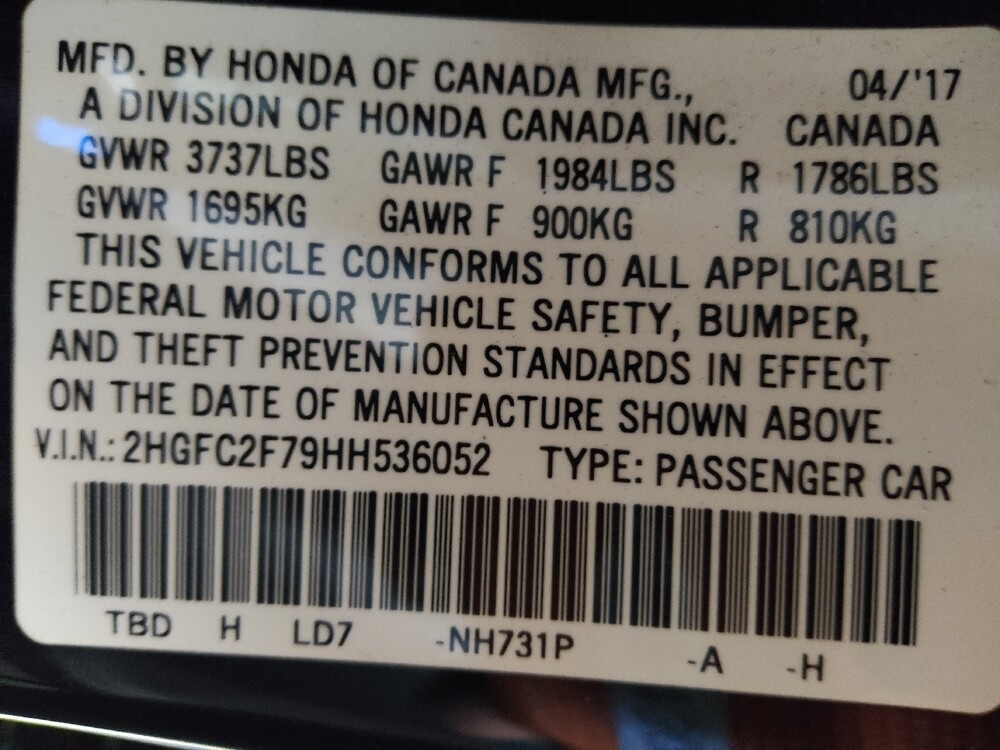 MFD. BY HONDA OF CANADA MFG., 04/'17
A DIVISION OF HONDA CANADA INC. CANADA
GVWR 3737LBS GAWR F 1984LBS R 1786LBS
GVWR 1695KG GAWR F 900KG R 810KG
THIS VEHICLE CONFORMS TO ALL APPLICABLE
FEDERAL MOTOR VEHICLE SAFETY, BUMPER,
AND THEFT PREVENTION STANDARDS IN EFFECT
ON THE DATE OF MANUFACTURE SHOWN ABOVE.
V.I.N.: 2HGFC2F79HH536052 TYPE: PASSENGER CAR
TBD H LD7 -NH731P -A -H